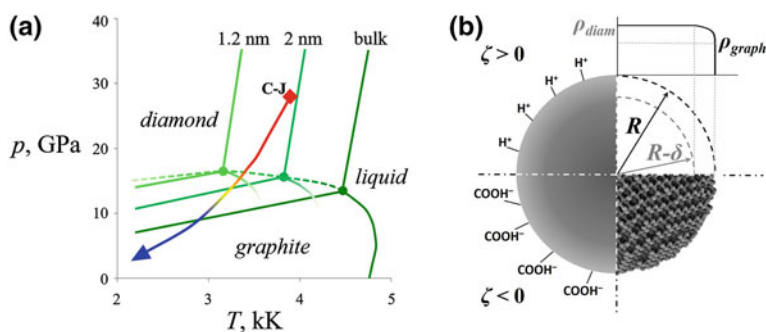 (a)
1.2 nm 2 nm bulk
40
30
20
10
0
p, GPa
C-J
diamond
liquid
graphite
2 3 4 5
T, kK
(b)
ρdiam
ρgraph
ζ > 0
H⁺
H⁺
H⁺
H⁺
R
R-δ
COOH⁻
COOH⁻
COOH⁻
COOH⁻
COOH⁻
ζ < 0